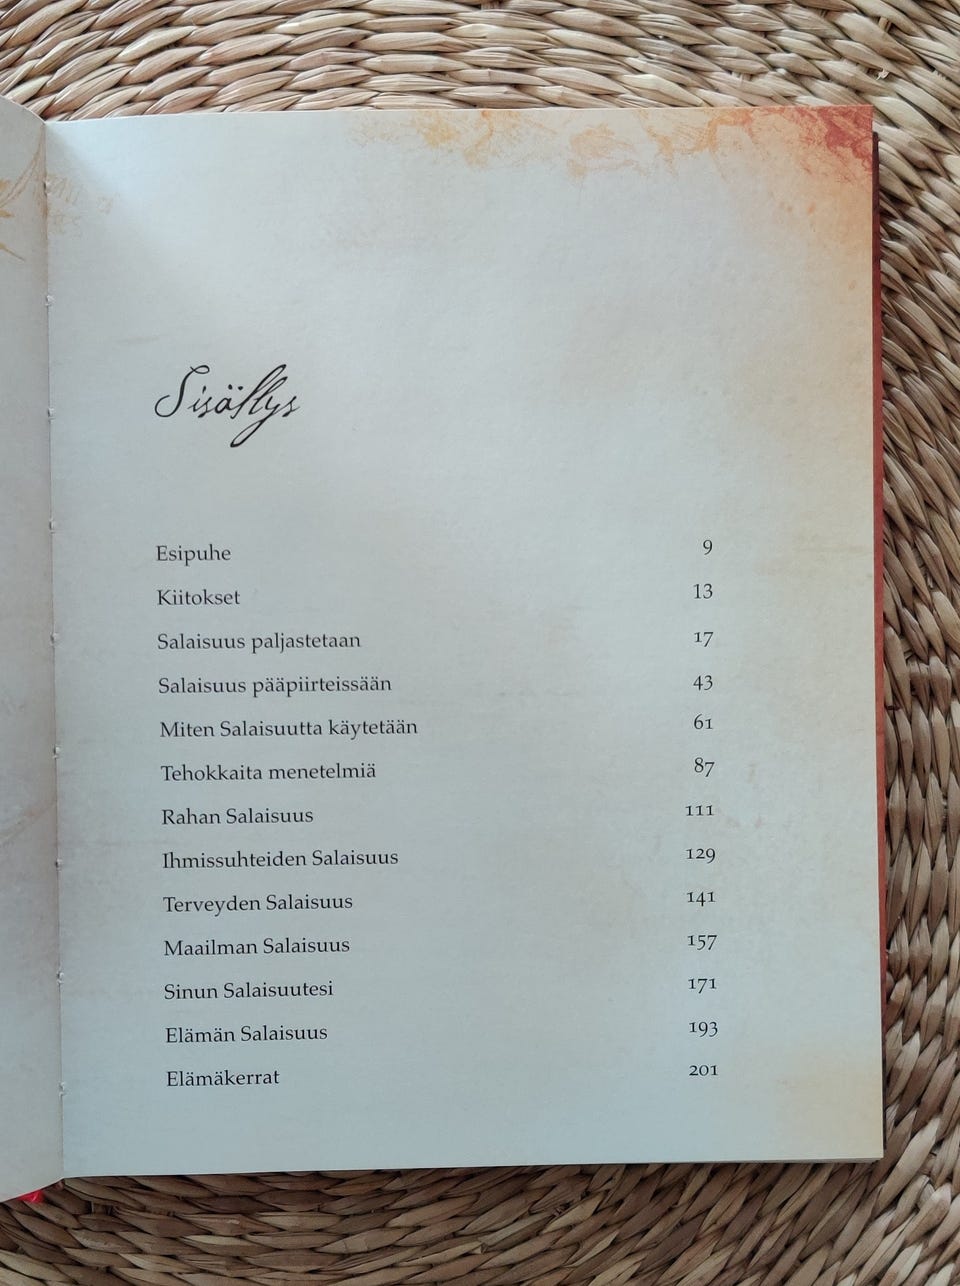 Sisällys
Esipuhe 9
Kiitokset 13
Salaisuus paljastetaan 17
Salaisuus pääpiirteissään 43
Miten Salaisuutta käytetään 61
Tehokkaita menetelmiä 87
Rahan Salaisuus 111
Ihmissuhteiden Salaisuus 129
Terveyden Salaisuus 141
Maailman Salaisuus 157
Sinun Salaisuutesi 171
Elämän Salaisuus 193
Elämäkerrat 201